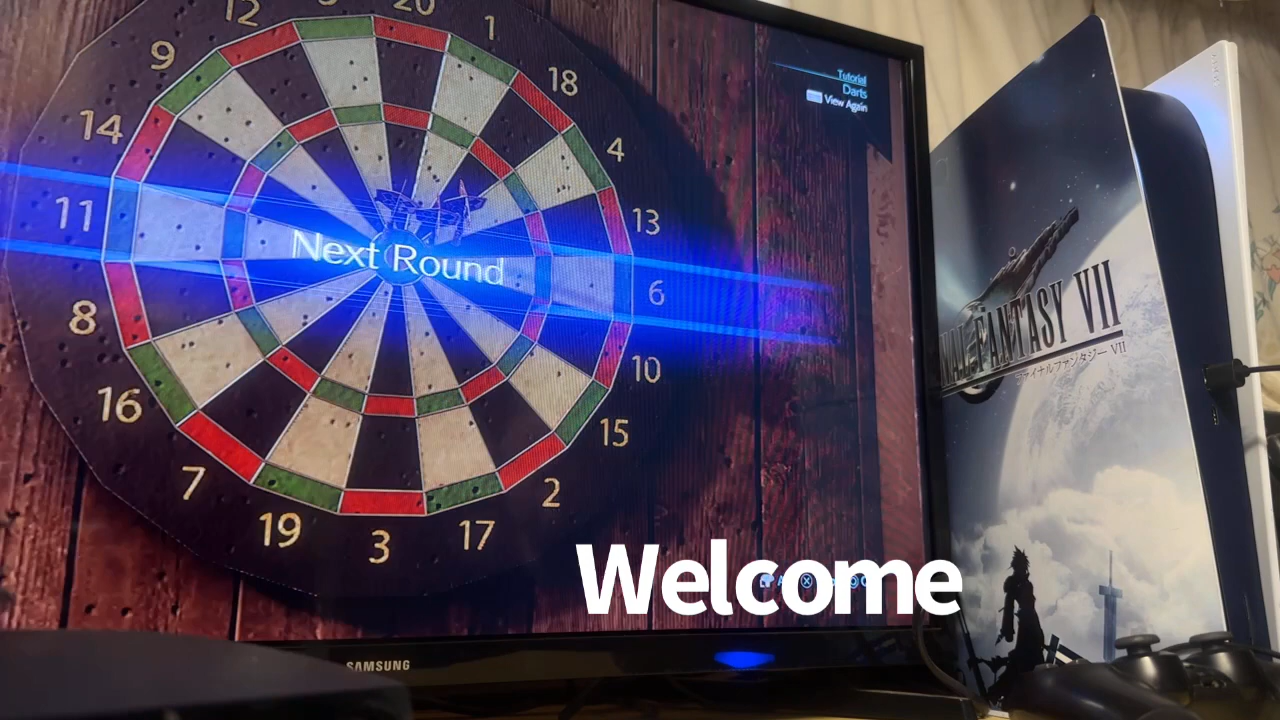 12
20
1
9
18
14
4
11
13
6
8
10
16
15
7
2
19
17
3
Next Round
Tutorial
Darts
View Again
FANTASY VII
ファイナルファンタジー VII
Welcome
SAMSUNG